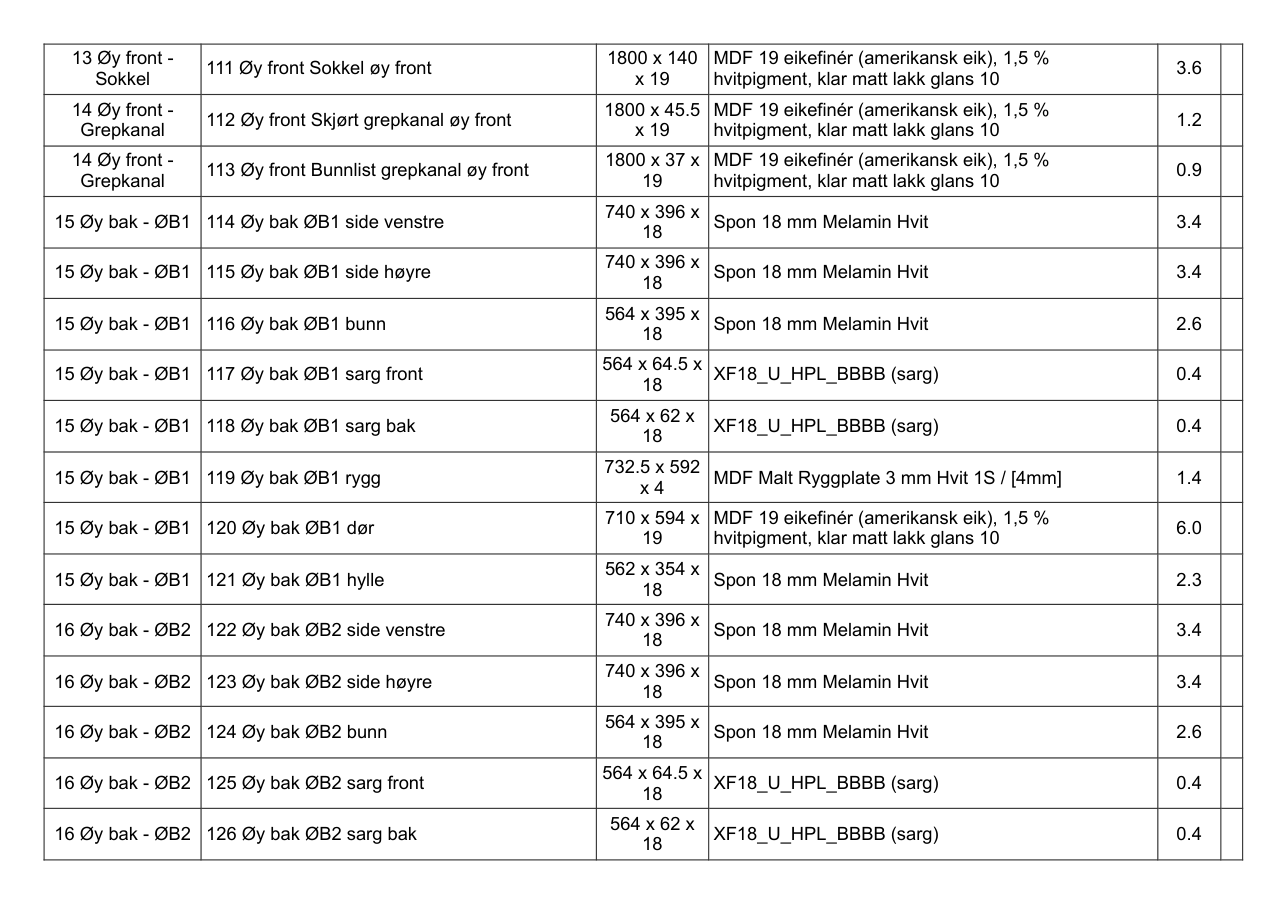 13 Øy front -
Sokkel
111 Øy front Sokkel øy front
1800 x 140
x 19
MDF 19 eikefinér (amerikansk eik), 1,5 %
hvitpigment, klar matt lakk glans 10
3.6
14 Øy front -
Grepkanal
112 Øy front Skjørt grepkanal øy front
1800 x 45.5
x 19
MDF 19 eikefinér (amerikansk eik), 1,5 %
hvitpigment, klar matt lakk glans 10
1.2
14 Øy front -
Grepkanal
113 Øy front Bunnlist grepkanal øy front
1800 x 37 x
19
MDF 19 eikefinér (amerikansk eik), 1,5 %
hvitpigment, klar matt lakk glans 10
0.9
15 Øy bak - ØB1
114 Øy bak ØB1 side venstre
740 x 396 x
18
Spon 18 mm Melamin Hvit
3.4
15 Øy bak - ØB1
115 Øy bak ØB1 side høyre
740 x 396 x
18
Spon 18 mm Melamin Hvit
3.4
15 Øy bak - ØB1
116 Øy bak ØB1 bunn
564 x 395 x
18
Spon 18 mm Melamin Hvit
2.6
15 Øy bak - ØB1
117 Øy bak ØB1 sarg front
564 x 64.5 x
18
XF18_U_HPL_BBBB (sarg)
0.4
15 Øy bak - ØB1
118 Øy bak ØB1 sarg bak
564 x 62 x
18
XF18_U_HPL_BBBB (sarg)
0.4
15 Øy bak - ØB1
119 Øy bak ØB1 rygg
732.5 x 592
x 4
MDF Malt Ryggplate 3 mm Hvit 1S / [4mm]
1.4
15 Øy bak - ØB1
120 Øy bak ØB1 dør
710 x 594 x
19
MDF 19 eikefinér (amerikansk eik), 1,5 %
hvitpigment, klar matt lakk glans 10
6.0
15 Øy bak - ØB1
121 Øy bak ØB1 hylle
562 x 354 x
18
Spon 18 mm Melamin Hvit
2.3
16 Øy bak - ØB2
122 Øy bak ØB2 side venstre
740 x 396 x
18
Spon 18 mm Melamin Hvit
3.4
16 Øy bak - ØB2
123 Øy bak ØB2 side høyre
740 x 396 x
18
Spon 18 mm Melamin Hvit
3.4
16 Øy bak - ØB2
124 Øy bak ØB2 bunn
564 x 395 x
18
Spon 18 mm Melamin Hvit
2.6
16 Øy bak - ØB2
125 Øy bak ØB2 sarg front
564 x 64.5 x
18
XF18_U_HPL_BBBB (sarg)
0.4
16 Øy bak - ØB2
126 Øy bak ØB2 sarg bak
564 x 62 x
18
XF18_U_HPL_BBBB (sarg)
0.4